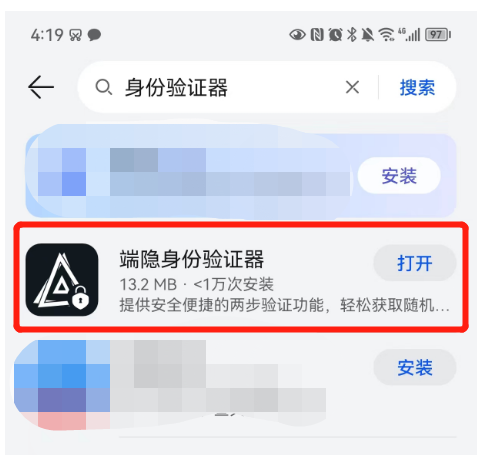 4:19
46 97
身份验证器 搜索
安装
端隐身份验证器
13.2 MB · <1万次安装
提供安全便捷的两步验证功能，轻松获取随机...
打开
安装